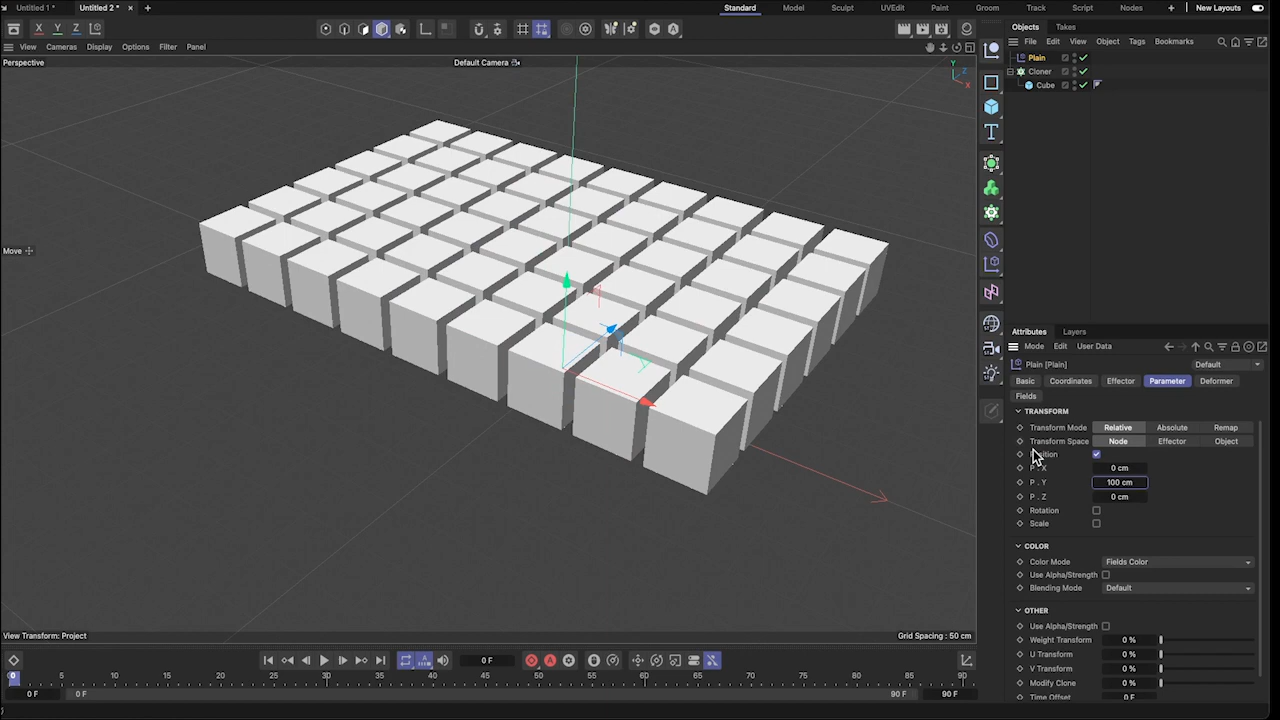 Untitled 1 * Untitled 2 * × + Standard Model Sculpt UVEdit Paint Groom Track Script Nodes + New Layouts
X Y Z
View Cameras Display Options Filter Panel
Perspective Default Camera
Y
Z
X
Move
View Transform: Project Grid Spacing : 50 cm
Objects Takes
File Edit View Object Tags Bookmarks
Plain
Cloner
Cube
Attributes Layers
Mode Edit User Data
Plain [Plain] Default
Basic Coordinates Effector Parameter Deformer
Fields
TRANSFORM
Transform Mode Relative Absolute Remap
Transform Space Node Effector Object
Position
P . X 0 cm
P . Y 100 cm
P . Z 0 cm
Rotation
Scale
COLOR
Color Mode Fields Color
Use Alpha/Strength
Blending Mode Default
OTHER
Use Alpha/Strength
Weight Transform 0 %
U Transform 0 %
V Transform 0 %
Modify Clone 0 %
Time Offset 0 F
0 F
0 5 10 15 20 25 30 35 40 45 50 55 60 65 70 75 80 85 90
0 F 0 F 90 F 90 F